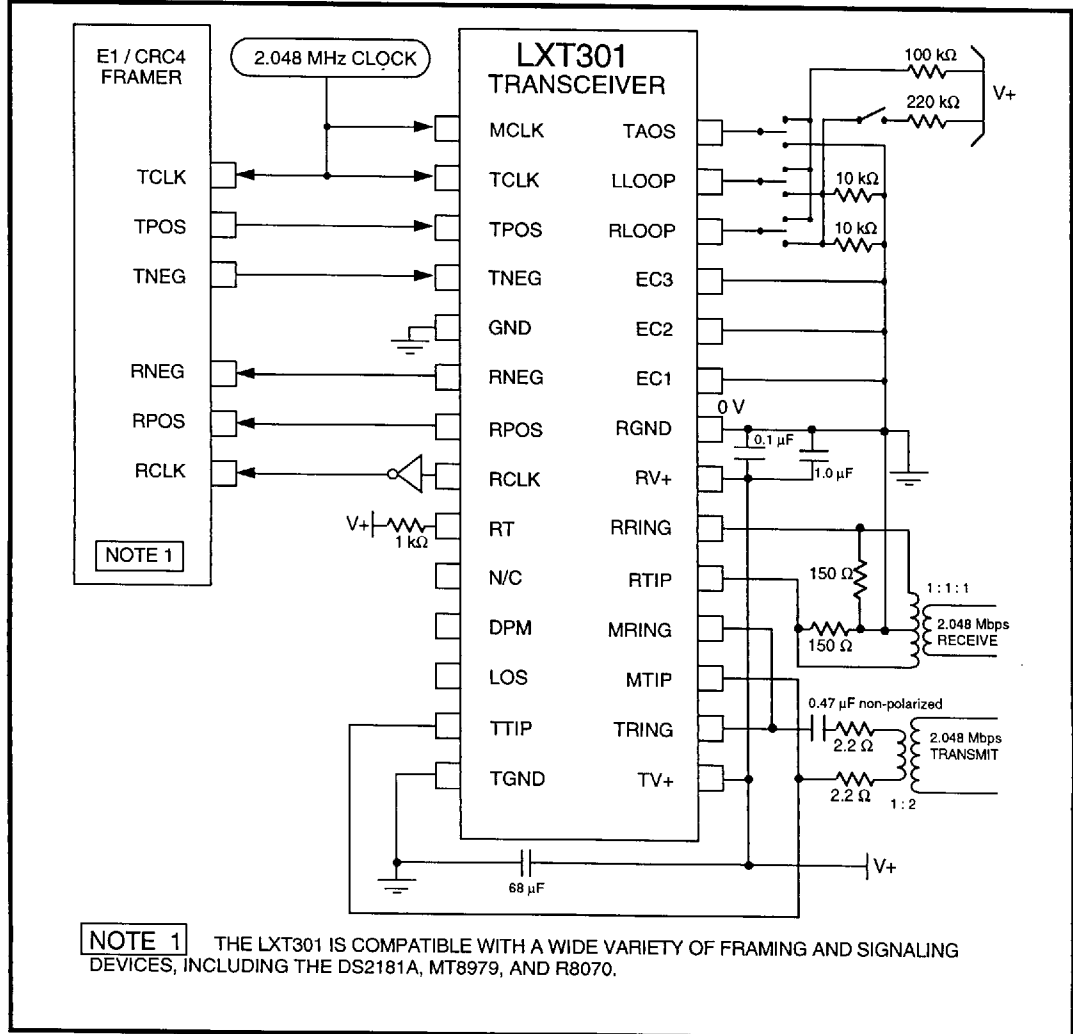 E1 / CRC4
FRAMER
2.048 MHz CLOCK
LXT301
TRANSCEIVER
100 kΩ
220 kΩ
V+
MCLK
TAOS
TCLK
TCLK
LLOOP
10 kΩ
TPOS
TPOS
RLOOP
10 kΩ
TNEG
TNEG
EC3
GND
EC2
RNEG
RNEG
EC1
0 V
RPOS
RPOS
RGND
0.1 µF
1.0 µF
RCLK
RCLK
RV+
V+
1 kΩ
RT
RRING
NOTE 1
N/C
RTIP
150 Ω
1 : 1 : 1
DPM
MRING
150 Ω
2.048 Mbps
RECEIVE
LOS
MTIP
0.47 µF non-polarized
TTIP
TRING
2.2 Ω
2.048 Mbps
TRANSMIT
TGND
TV+
2.2 Ω
1 : 2
68 µF
V+
NOTE 1 THE LXT301 IS COMPATIBLE WITH A WIDE VARIETY OF FRAMING AND SIGNALING
DEVICES, INCLUDING THE DS2181A, MT8979, AND R8070.